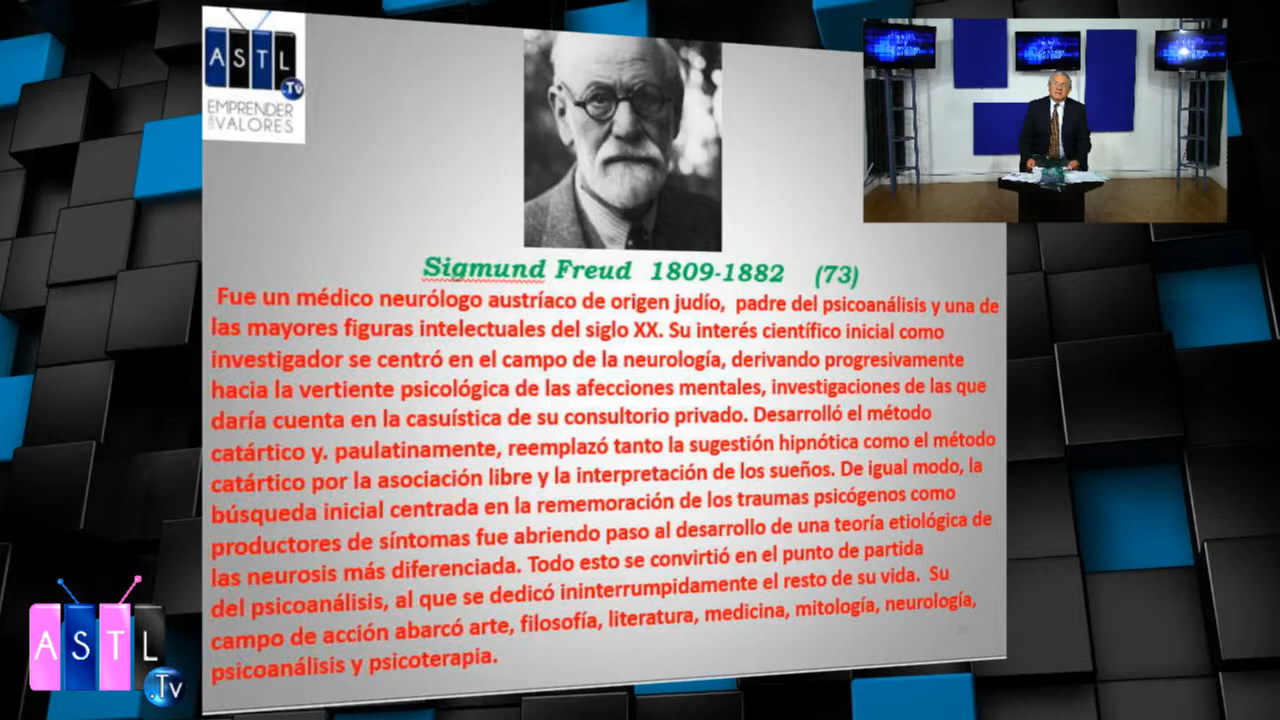 ASTL
.TV
EMPRENDER
CON
VALORES
Sigmund Freud 1809-1882 (73)
Fue un médico neurólogo austríaco de origen judío, padre del psicoanálisis y una de
las mayores figuras intelectuales del siglo XX. Su interés científico inicial como
investigador se centró en el campo de la neurología, derivando progresivamente
hacia la vertiente psicológica de las afecciones mentales, investigaciones de las que
daría cuenta en la casuística de su consultorio privado. Desarrolló el método
catártico y. paulatinamente, reemplazó tanto la sugestión hipnótica como el método
catártico por la asociación libre y la interpretación de los sueños. De igual modo, la
búsqueda inicial centrada en la rememoración de los traumas psicógenos como
productores de síntomas fue abriendo paso al desarrollo de una teoría etiológica de
las neurosis más diferenciada. Todo esto se convirtió en el punto de partida
del psicoanálisis, al que se dedicó ininterrumpidamente el resto de su vida. Su
campo de acción abarcó arte, filosofía, literatura, medicina, mitología, neurología,
psicoanálisis y psicoterapia.
ASTL
.Tv